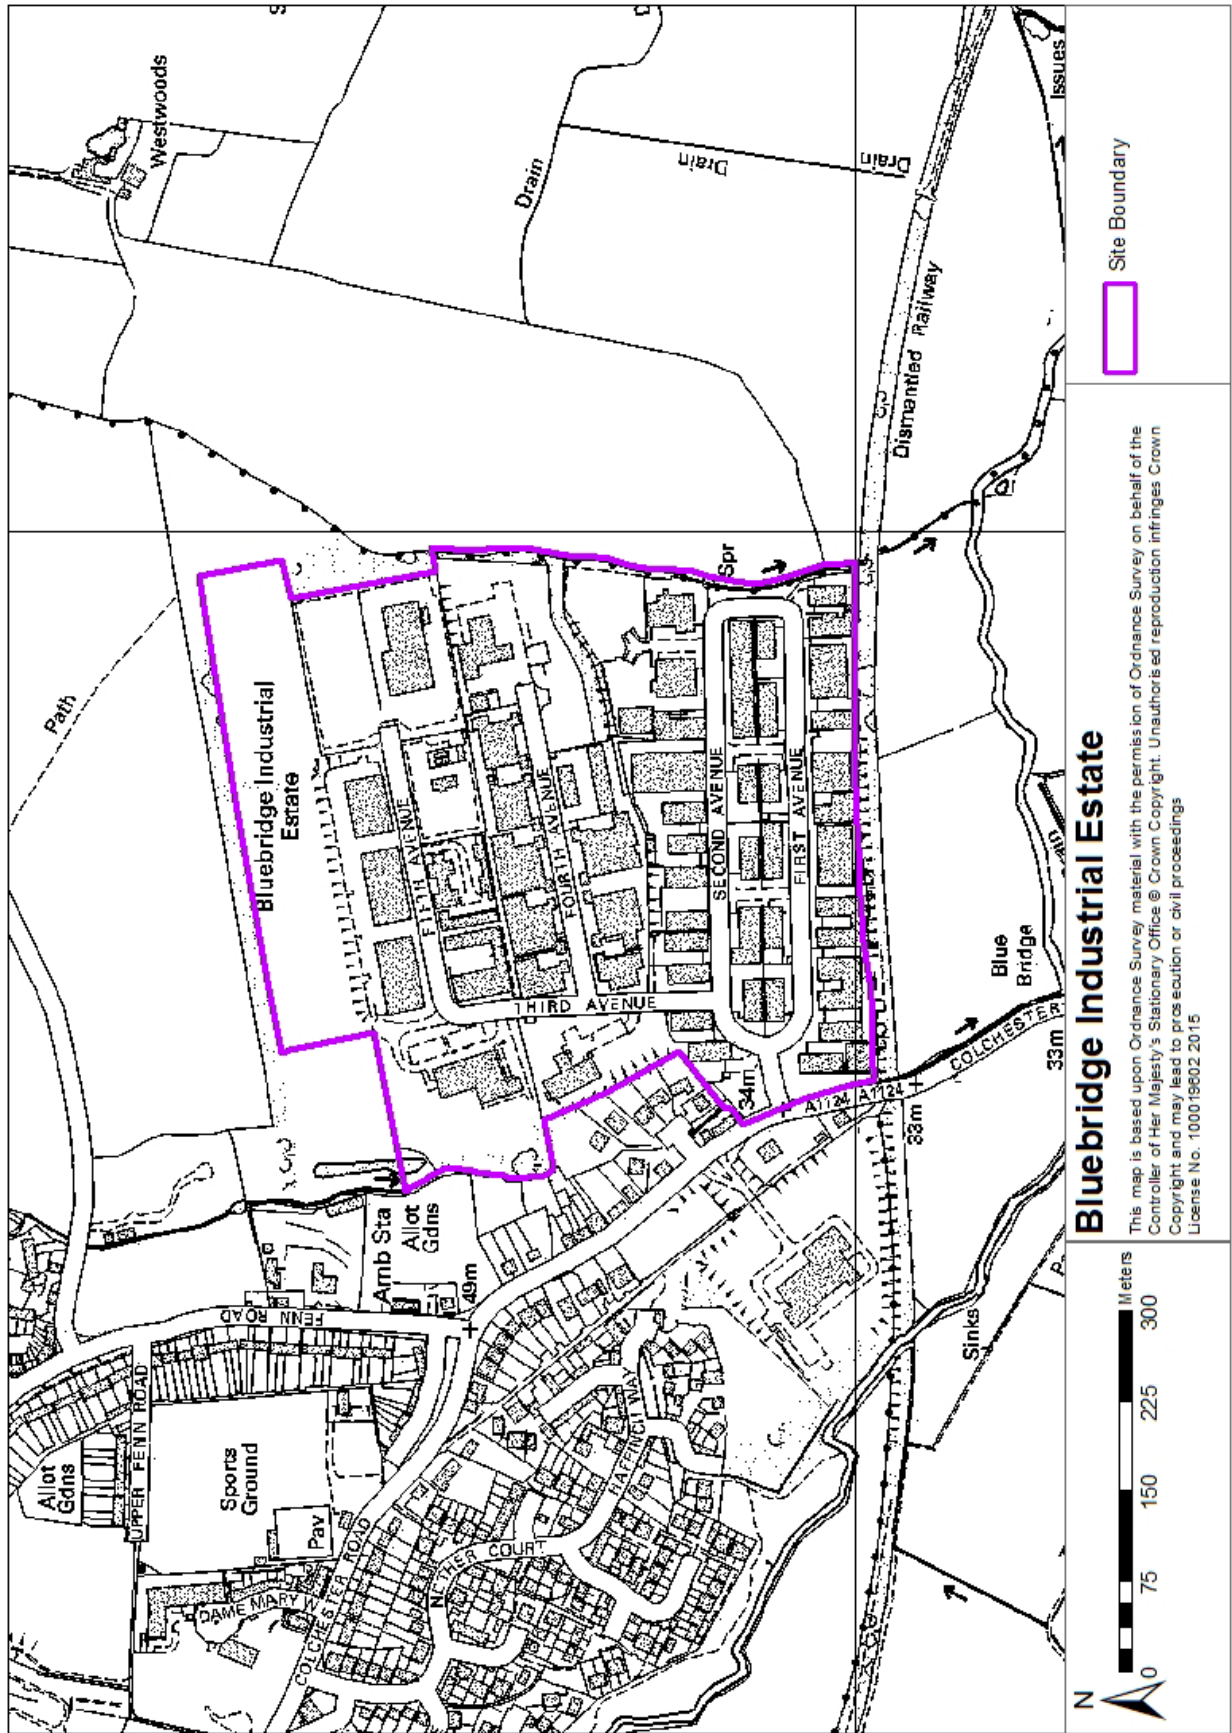 Westwoods
Path
Drain
Drain
Drain
Allot
Gdns
UPPER FENN ROAD
FENN ROAD
Sports
Ground
Pav
Amb Sta
Allot
Gdns
49m
Bluebridge Industrial
Estate
FIFTH AVENUE
FOURTH AVENUE
THIRD AVENUE
SECOND AVENUE
FIRST AVENUE
Spr
34m
A1124 A1124
33m
COLCHESTER
33m
Blue
Bridge
Dismantled Railway
Issues
Sinks
DAME MARY W
COLCHESTER ROAD
COURT
WAY
N
0 75 150 225 300
Meters
Bluebridge Industrial Estate
This map is based upon Ordnance Survey material with the permission of Ordnance Survey on behalf of the
Controller of Her Majesty's Stationary Office © Crown Copyright. Unauthorised reproduction infringes Crown
Copyright and may lead to prosecution or civil proceedings
License No. 100019602 2015
Site Boundary